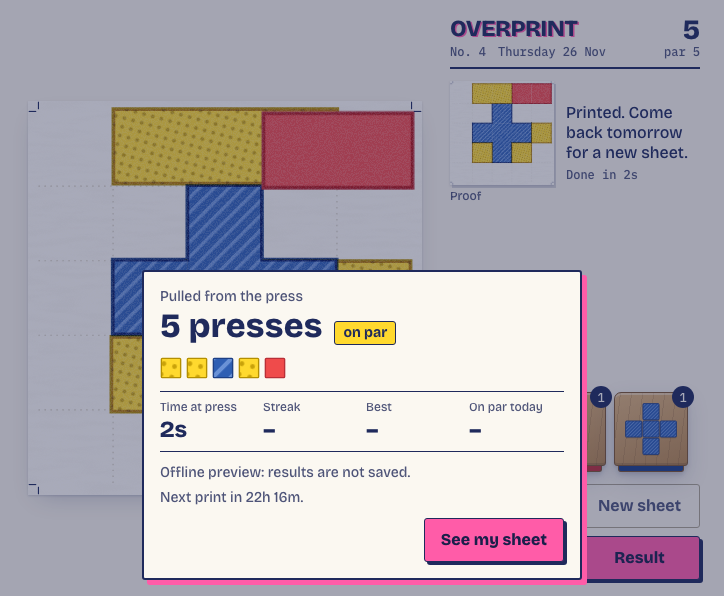 OVERPRINT 5
No. 4 Thursday 26 Nov par 5
Printed. Come
back tomorrow
for a new sheet.
Done in 2s
Proof
Pulled from the press
5 presses on par
Time at press Streak Best On par today
2s – – –
Offline preview: results are not saved.
Next print in 22h 16m.
See my sheet
1 1
New sheet
Result